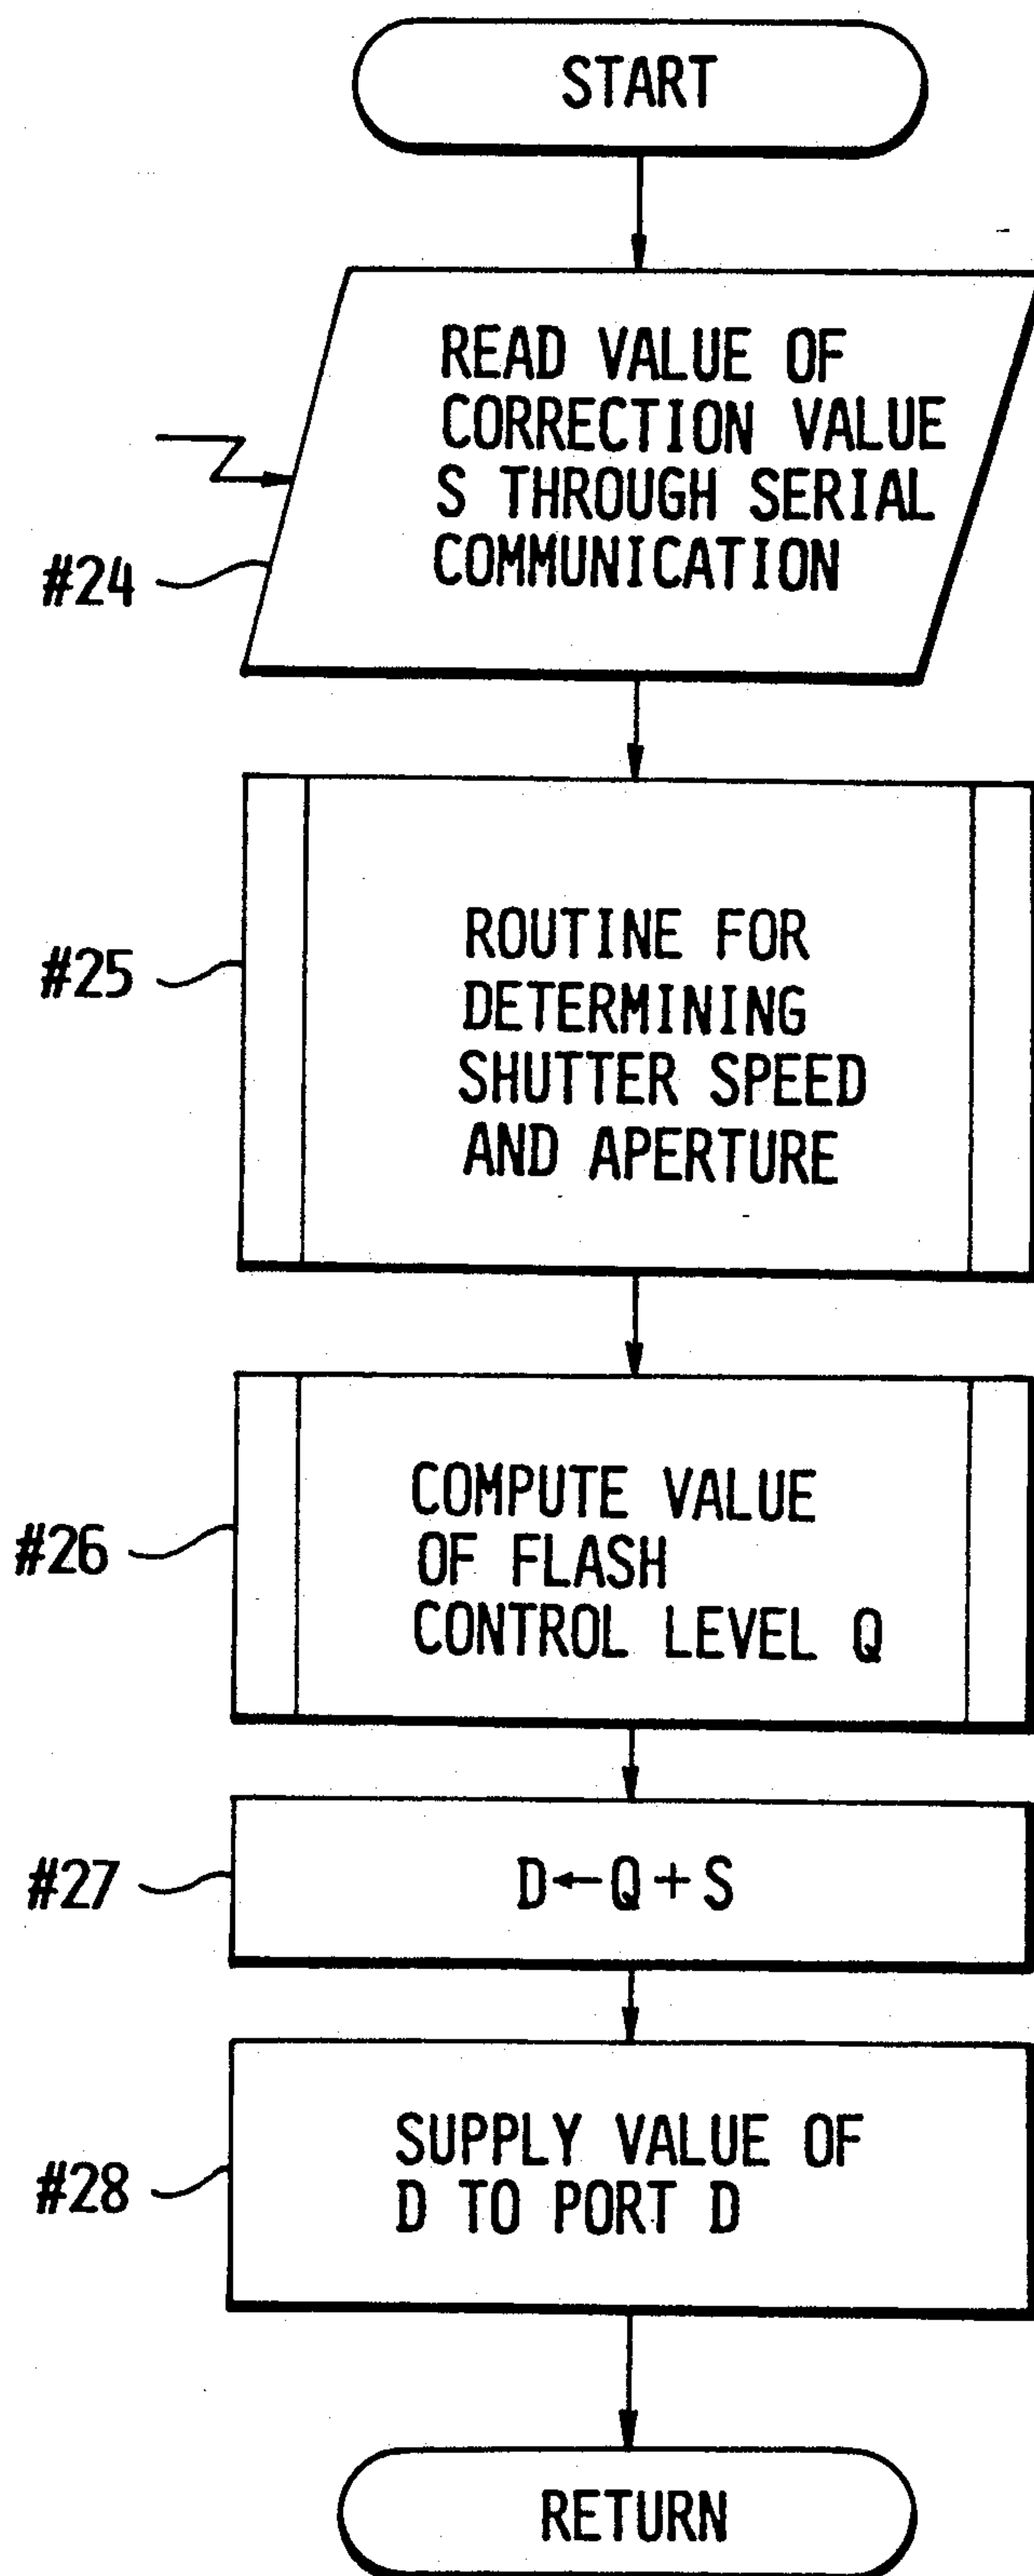 START
READ VALUE OF
CORRECTION VALUE
S THROUGH SERIAL
COMMUNICATION
#24
#25
ROUTINE FOR
DETERMINING
SHUTTER SPEED
AND APERTURE
#26
COMPUTE VALUE
OF FLASH
CONTROL LEVEL Q
#27
D←Q+S
#28
SUPPLY VALUE OF
D TO PORT D
RETURN